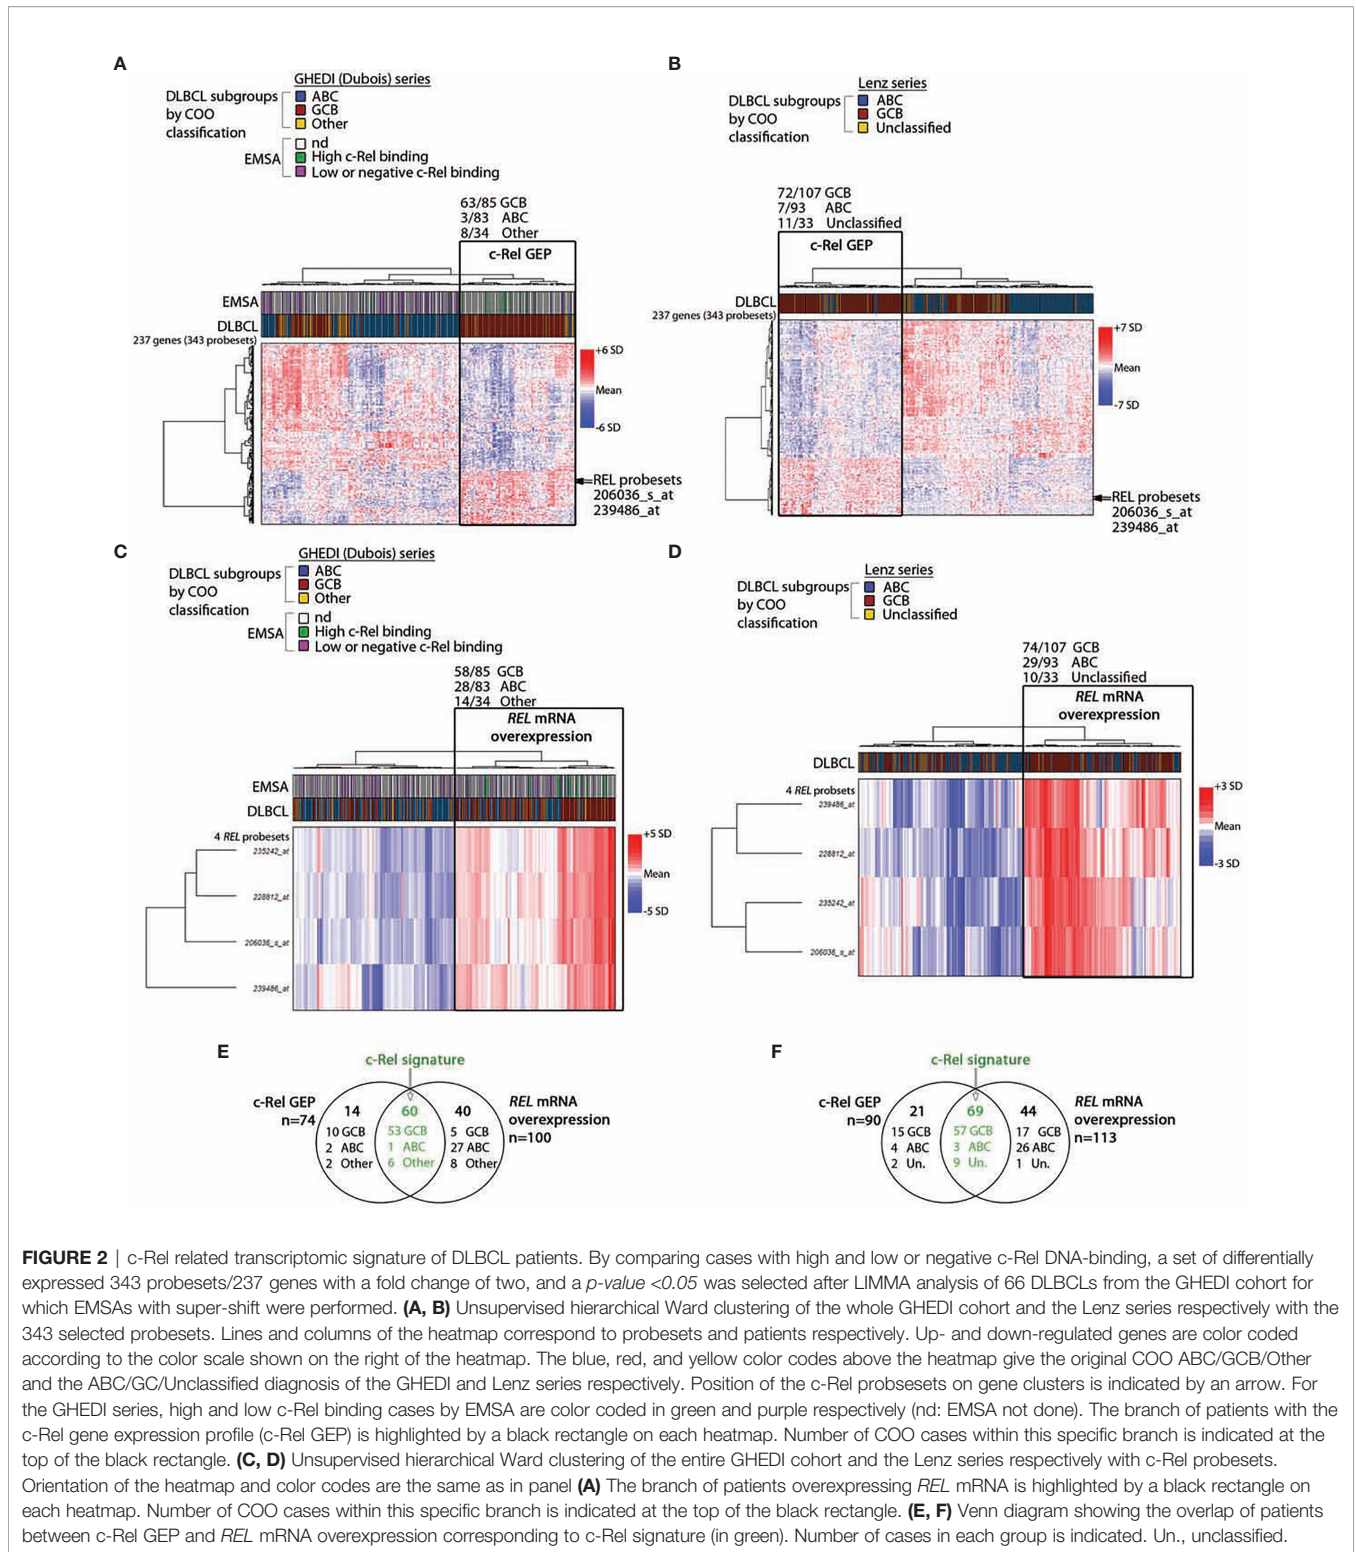 A
GHEDI (Dubois) series
DLBCL subgroups
by COO
classification
ABC
GCB
Other
EMSA
nd
High c-Rel binding
Low or negative c-Rel binding
63/85 GCB
3/83 ABC
8/34 Other
c-Rel GEP
EMSA
DLBCL
237 genes (343 probesets)
+6 SD
Mean
-6 SD
REL probesets
206036_s_at
239486_at
B
Lenz series
DLBCL subgroups
by COO
classification
ABC
GCB
Unclassified
72/107 GCB
7/93 ABC
11/33 Unclassified
c-Rel GEP
DLBCL
237 genes (343 probesets)
+7 SD
Mean
-7 SD
REL probesets
206036_s_at
239486_at
C
GHEDI (Dubois) series
DLBCL subgroups
by COO
classification
ABC
GCB
Other
EMSA
nd
High c-Rel binding
Low or negative c-Rel binding
58/85 GCB
28/83 ABC
14/34 Other
REL mRNA
overexpression
EMSA
DLBCL
4 REL probesets
235242_at
228812_at
206036_s_at
239486_at
+5 SD
Mean
-5 SD
D
Lenz series
DLBCL subgroups
by COO
classification
ABC
GCB
Unclassified
74/107 GCB
29/93 ABC
10/33 Unclassified
REL mRNA
overexpression
DLBCL
4 REL probsets
239486_at
228812_at
235242_at
206036_s_at
+3 SD
Mean
-3 SD
E
c-Rel signature
c-Rel GEP
n=74
14
10 GCB
2 ABC
2 Other
60
53 GCB
1 ABC
6 Other
40
5 GCB
27 ABC
8 Other
REL mRNA
overexpression
n=100
F
c-Rel signature
c-Rel GEP
n=90
21
15 GCB
4 ABC
2 Un.
69
57 GCB
3 ABC
9 Un.
44
17 GCB
26 ABC
1 Un.
REL mRNA
overexpression
n=113
FIGURE 2 | c-Rel related transcriptomic signature of DLBCL patients. By comparing cases with high and low or negative c-Rel DNA-binding, a set of differentially
expressed 343 probesets/237 genes with a fold change of two, and a p-value <0.05 was selected after LIMMA analysis of 66 DLBCLs from the GHEDI cohort for
which EMSAs with super-shift were performed. (A, B) Unsupervised hierarchical Ward clustering of the whole GHEDI cohort and the Lenz series respectively with the
343 selected probesets. Lines and columns of the heatmap correspond to probesets and patients respectively. Up- and down-regulated genes are color coded
according to the color scale shown on the right of the heatmap. The blue, red, and yellow color codes above the heatmap give the original COO ABC/GCB/Other
and the ABC/GC/Unclassified diagnosis of the GHEDI and Lenz series respectively. Position of the c-Rel probsesets on gene clusters is indicated by an arrow. For
the GHEDI series, high and low c-Rel binding cases by EMSA are color coded in green and purple respectively (nd: EMSA not done). The branch of patients with the
c-Rel gene expression profile (c-Rel GEP) is highlighted by a black rectangle on each heatmap. Number of COO cases within this specific branch is indicated at the
top of the black rectangle. (C, D) Unsupervised hierarchical Ward clustering of the entire GHEDI cohort and the Lenz series respectively with c-Rel probesets.
Orientation of the heatmap and color codes are the same as in panel (A) The branch of patients overexpressing REL mRNA is highlighted by a black rectangle on
each heatmap. Number of COO cases within this specific branch is indicated at the top of the black rectangle. (E, F) Venn diagram showing the overlap of patients
between c-Rel GEP and REL mRNA overexpression corresponding to c-Rel signature (in green). Number of cases in each group is indicated. Un., unclassified.